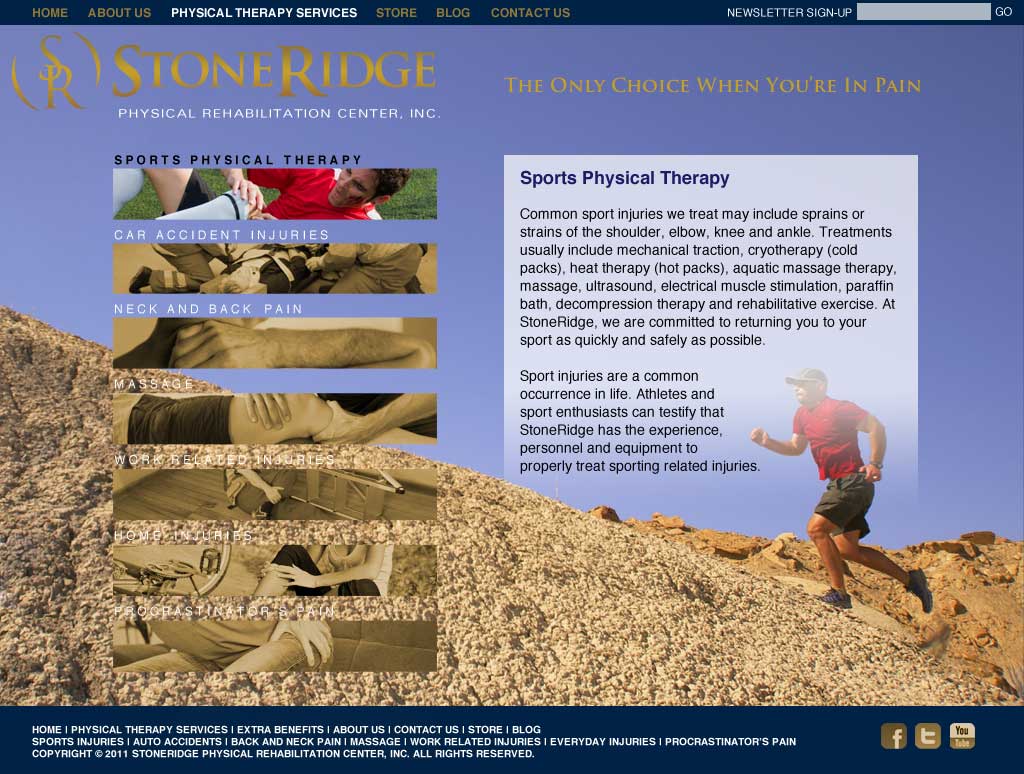 HOME ABOUT US PHYSICAL THERAPY SERVICES STORE BLOG CONTACT US NEWSLETTER SIGN-UP GO
SR
STONERIDGE
PHYSICAL REHABILITATION CENTER, INC.
THE ONLY CHOICE WHEN YOU'RE IN PAIN
SPORTS PHYSICAL THERAPY
CAR ACCIDENT INJURIES
NECK AND BACK PAIN
MASSAGE
WORK RELATED INJURIES
HOME INJURIES
PROCRASTINATOR'S PAIN
Sports Physical Therapy
Common sport injuries we treat may include sprains or
strains of the shoulder, elbow, knee and ankle. Treatments
usually include mechanical traction, cryotherapy (cold
packs), heat therapy (hot packs), aquatic massage therapy,
massage, ultrasound, electrical muscle stimulation, paraffin
bath, decompression therapy and rehabilitative exercise. At
StoneRidge, we are committed to returning you to your
sport as quickly and safely as possible.
Sport injuries are a common
occurrence in life. Athletes and
sport enthusiasts can testify that
StoneRidge has the experience,
personnel and equipment to
properly treat sporting related injuries.
HOME | PHYSICAL THERAPY SERVICES | EXTRA BENEFITS | ABOUT US | CONTACT US | STORE | BLOG
SPORTS INJURIES | AUTO ACCIDENTS | BACK AND NECK PAIN | MASSAGE | WORK RELATED INJURIES | EVERYDAY INJURIES | PROCRASTINATOR'S PAIN
COPYRIGHT © 2011 STONERIDGE PHYSICAL REHABILITATION CENTER, INC. ALL RIGHTS RESERVED.
f t You Tube